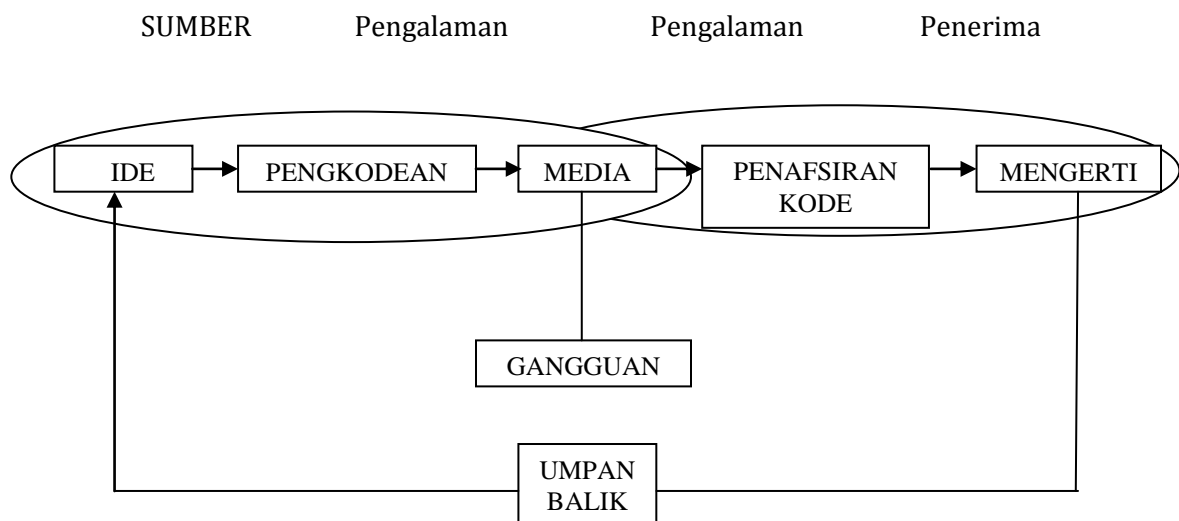 SUMBER Pengalaman Pengalaman Penerima
IDE PENGKODEAN MEDIA PENAFSIRAN KODE MENGERTI
GANGGUAN
UMPAN
BALIK